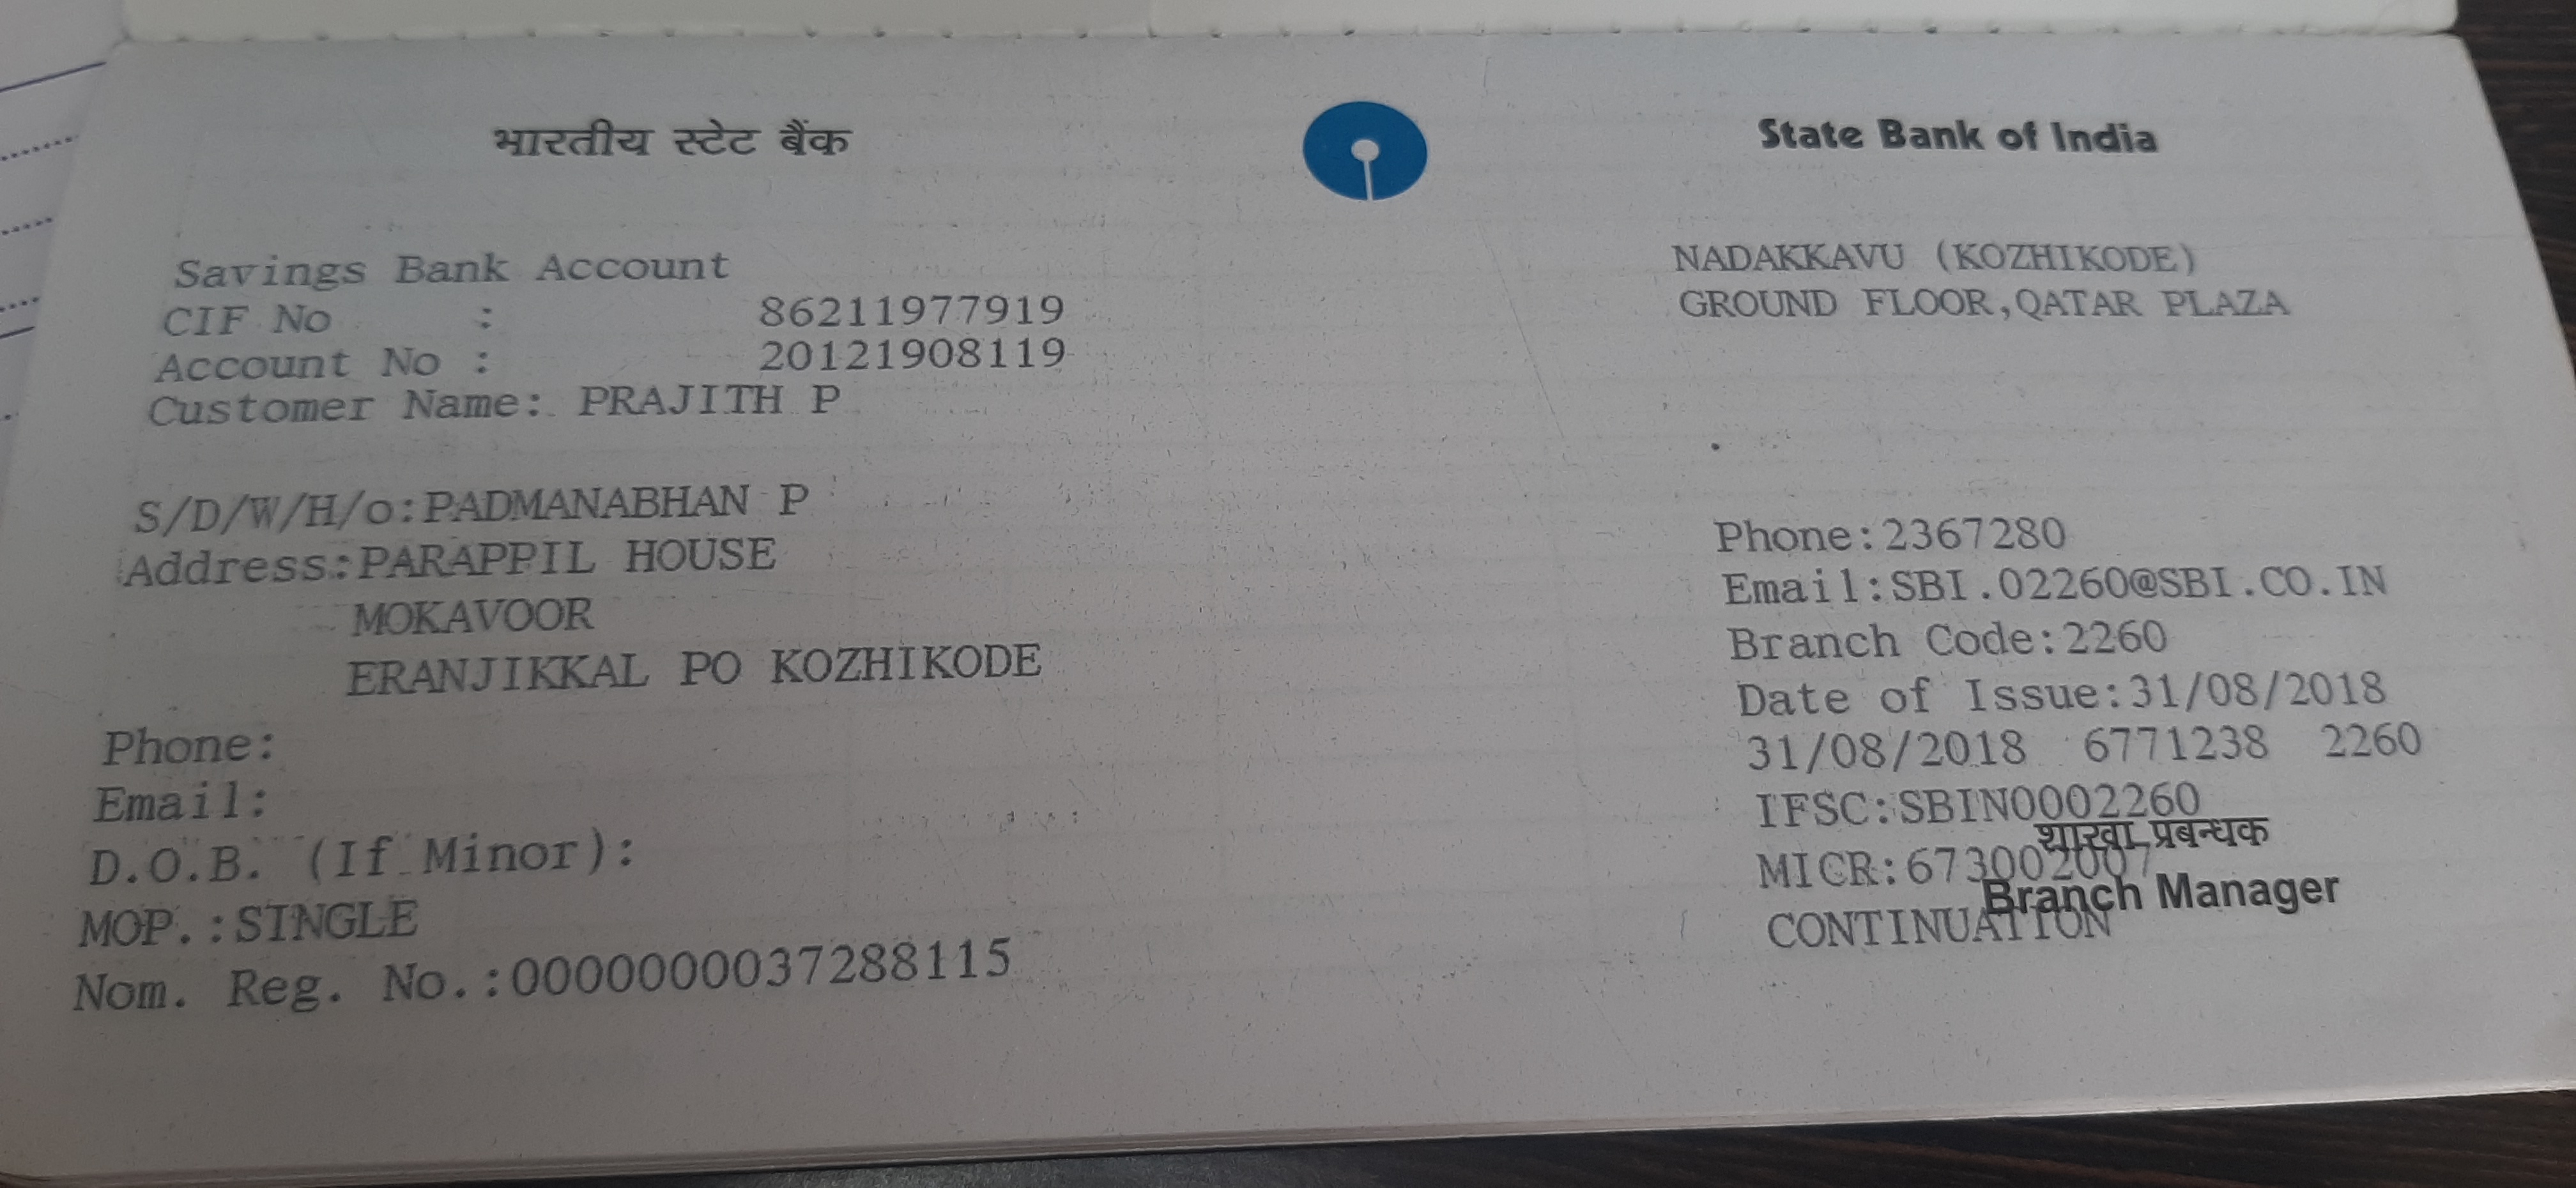 भारतीय स्टेट बैंक
State Bank of India
Savings Bank Account
CIF No : 86211977919
Account No : 20121908119
Customer Name: PRAJITH P
S/D/W/H/o:PADMANABHAN P
Address:PARAPPIL HOUSE
MOKAVOOR
ERANJIKKAL PO KOZHIKODE
Phone:
Email:
D.O.B. (If Minor):
MOP.:SINGLE
Nom. Reg. No.:0000000037288115
NADAKKAVU (KOZHIKODE)
GROUND FLOOR,QATAR PLAZA
Phone:2367280
Email:SBI.02260@SBI.CO.IN
Branch Code:2260
Date of Issue:31/08/2018
31/08/2018 6771238 2260
IFSC:SBIN0002260
शाखा प्रबन्धक
MICR:673002007
Branch Manager
CONTINUATION